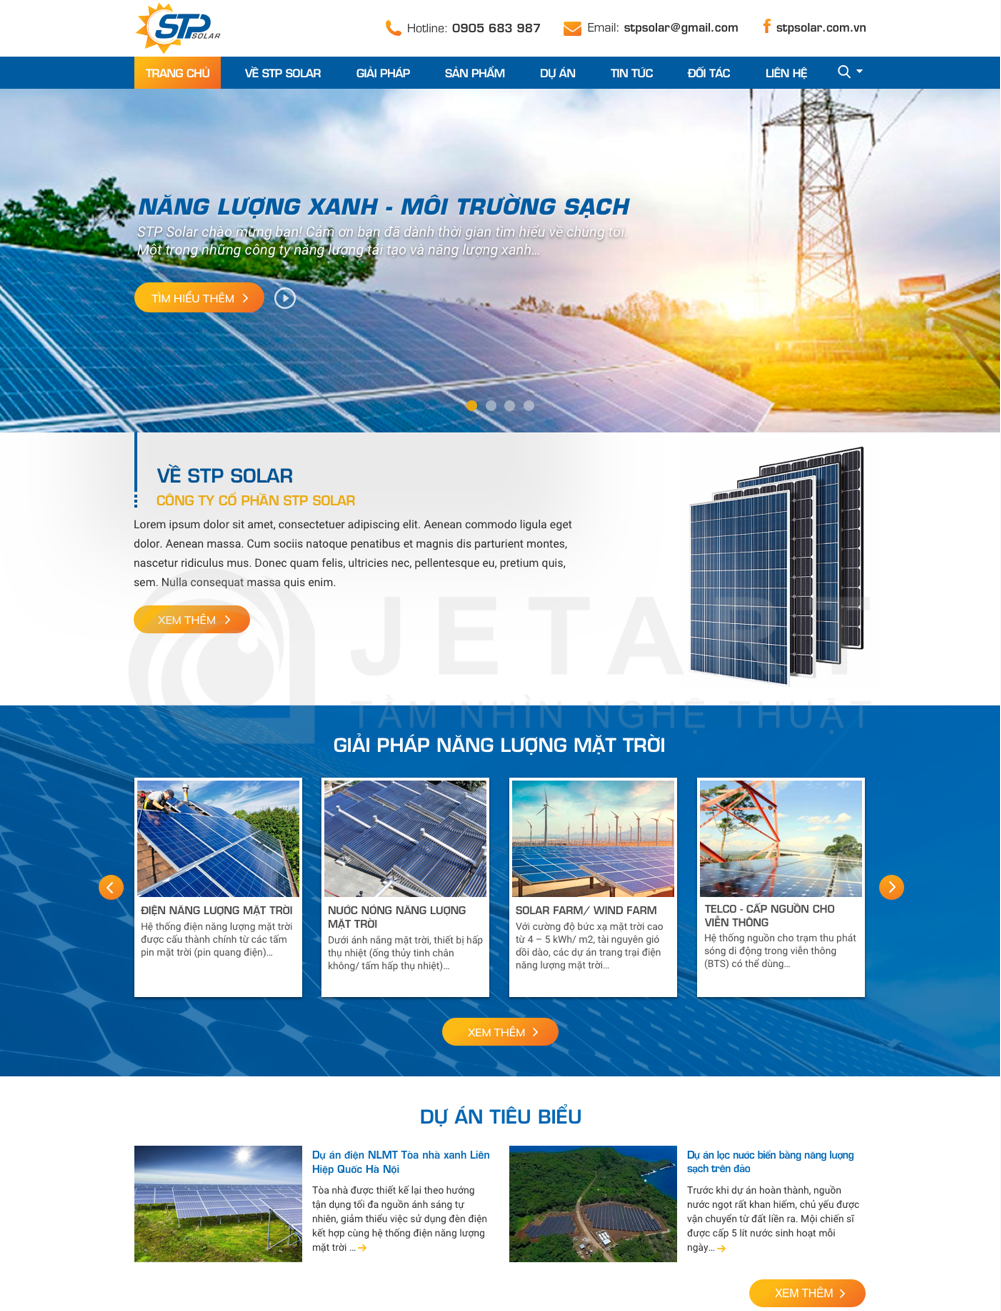 STP SOLAR
Hotline: 0905 683 987
Email: stpsolar@gmail.com
stpsolar.com.vn
TRANG CHỦ
VỀ STP SOLAR
GIẢI PHÁP
SẢN PHẨM
DỰ ÁN
TIN TỨC
ĐỐI TÁC
LIÊN HỆ
NĂNG LƯỢNG XANH - MÔI TRƯỜNG SẠCH
STP Solar chào mừng bạn! Cảm ơn bạn đã dành thời gian tìm hiểu về chúng tôi.
Một trong những công ty năng lượng tái tạo và năng lượng xanh...
TÌM HIỂU THÊM
VỀ STP SOLAR
CÔNG TY CỔ PHẦN STP SOLAR
Lorem ipsum dolor sit amet, consectetuer adipiscing elit. Aenean commodo ligula eget
dolor. Aenean massa. Cum sociis natoque penatibus et magnis dis parturient montes,
nascetur ridiculus mus. Donec quam felis, ultricies nec, pellentesque eu, pretium quis,
sem. Nulla consequat massa quis enim.
XEM THÊM
JETART
TẦM NHÌN NGHỆ THUẬT
GIẢI PHÁP NĂNG LƯỢNG MẶT TRỜI
ĐIỆN NĂNG LƯỢNG MẶT TRỜI
Hệ thống điện năng lượng mặt trời
được cấu thành chính từ các tấm
pin mặt trời (pin quang điện)...
NƯỚC NÓNG NĂNG LƯỢNG
MẶT TRỜI
Dưới ánh nắng mặt trời, thiết bị hấp
thụ nhiệt (ống thủy tinh chân
không/ tấm hấp thụ nhiệt)...
SOLAR FARM/ WIND FARM
Với cường độ bức xạ mặt trời cao
từ 4 – 5 kWh/ m2, tài nguyên gió
dồi dào, các dự án trang trại điện
năng lượng mặt trời...
TELCO - CẤP NGUỒN CHO
VIỄN THÔNG
Hệ thống nguồn cho trạm thu phát
sóng di động trong viễn thông
(BTS) có thể dùng...
XEM THÊM
DỰ ÁN TIÊU BIỂU
Dự án điện NLMT Tòa nhà xanh Liên
Hiệp Quốc Hà Nội
Tòa nhà được thiết kế lại theo hướng
tận dụng tối đa nguồn ánh sáng tự
nhiên, giảm thiểu việc sử dụng đèn điện
kết hợp cùng hệ thống điện năng lượng
mặt trời ...
Dự án lọc nước biển bằng năng lượng
sạch trên đảo
Trước khi dự án hoàn thành, nguồn
nước ngọt rất khan hiếm, chủ yếu được
vận chuyển từ đất liền ra. Mội chiến sĩ
được cấp 5 lít nước sinh hoạt mỗi
ngày...
XEM THÊM